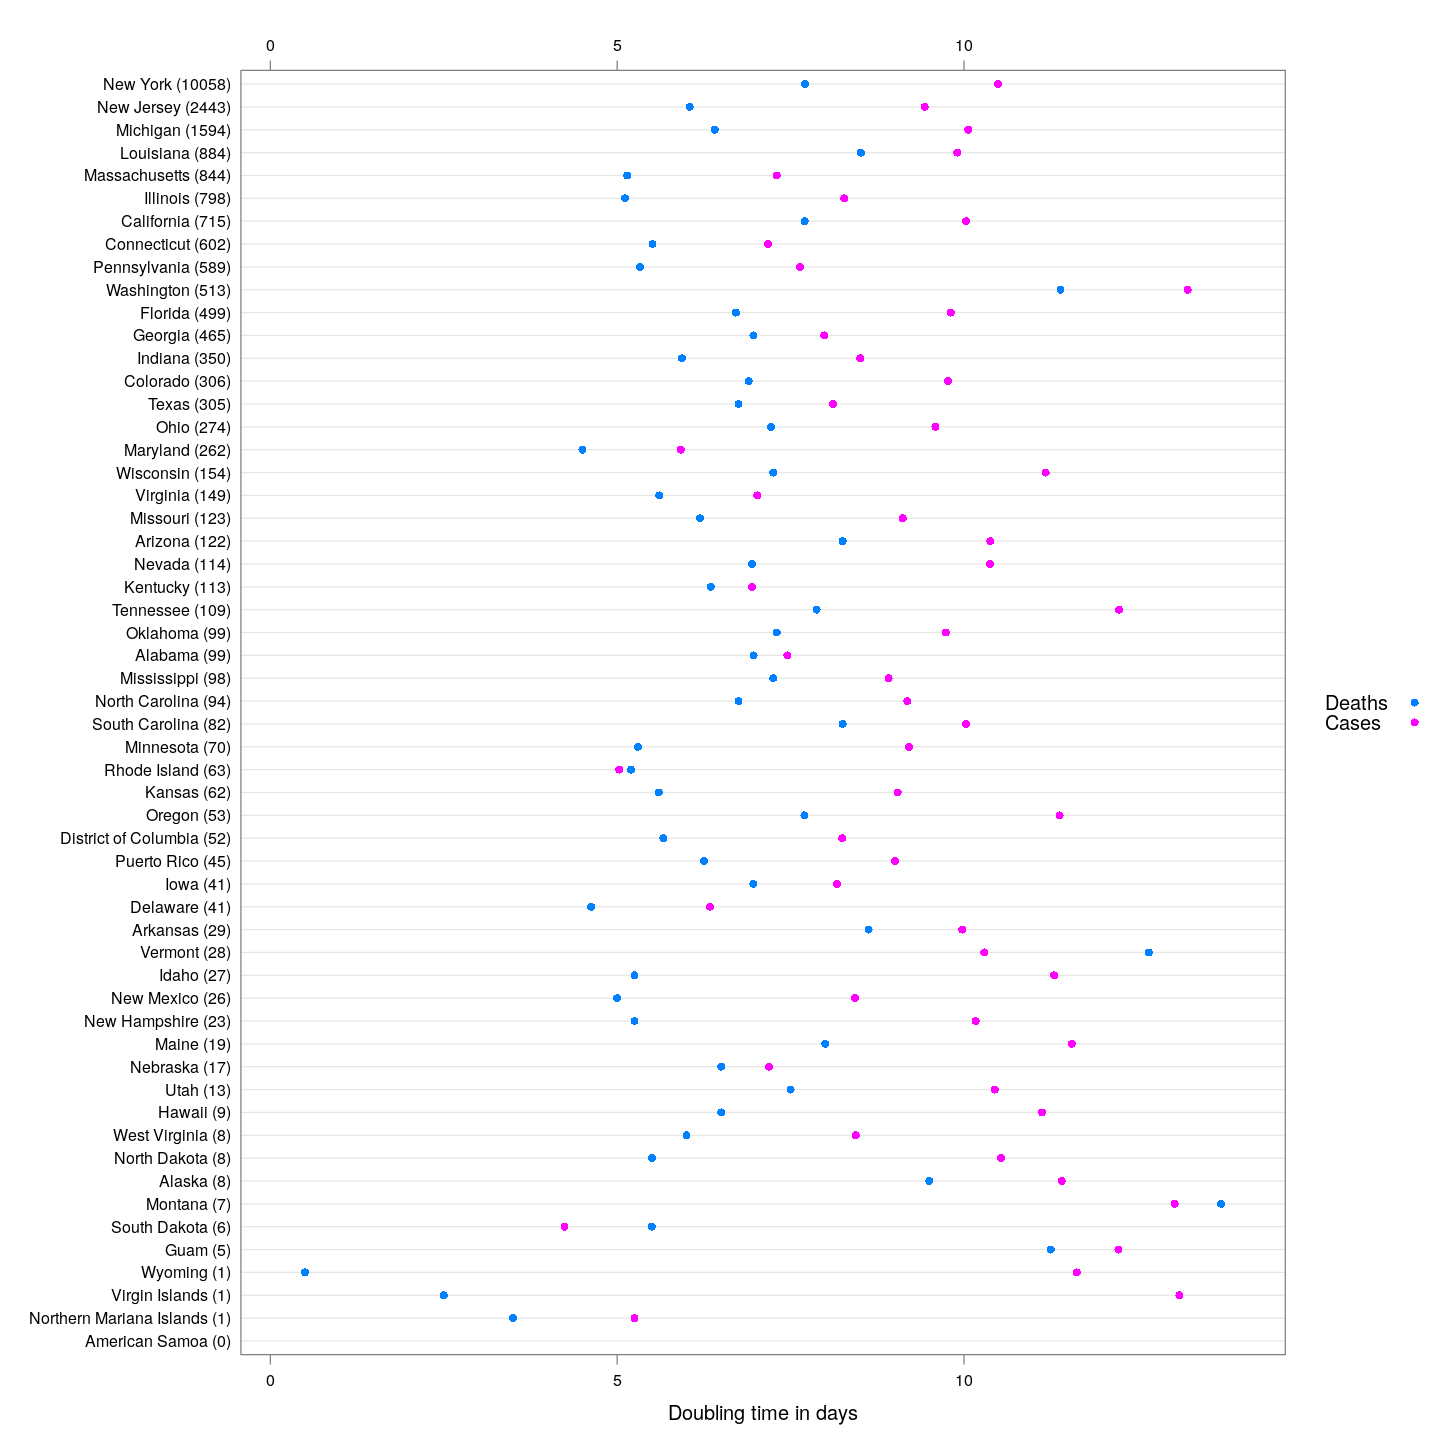 0 5 10
New York (10058)
New Jersey (2443)
Michigan (1594)
Louisiana (884)
Massachusetts (844)
Illinois (798)
California (715)
Connecticut (602)
Pennsylvania (589)
Washington (513)
Florida (499)
Georgia (465)
Indiana (350)
Colorado (306)
Texas (305)
Ohio (274)
Maryland (262)
Wisconsin (154)
Virginia (149)
Missouri (123)
Arizona (122)
Nevada (114)
Kentucky (113)
Tennessee (109)
Oklahoma (99)
Alabama (99)
Mississippi (98)
North Carolina (94)
South Carolina (82)
Minnesota (70)
Rhode Island (63)
Kansas (62)
Oregon (53)
District of Columbia (52)
Puerto Rico (45)
Iowa (41)
Delaware (41)
Arkansas (29)
Vermont (28)
Idaho (27)
New Mexico (26)
New Hampshire (23)
Maine (19)
Nebraska (17)
Utah (13)
Hawaii (9)
West Virginia (8)
North Dakota (8)
Alaska (8)
Montana (7)
South Dakota (6)
Guam (5)
Wyoming (1)
Virgin Islands (1)
Northern Mariana Islands (1)
American Samoa (0)
0 5 10
Doubling time in days
Deaths
Cases